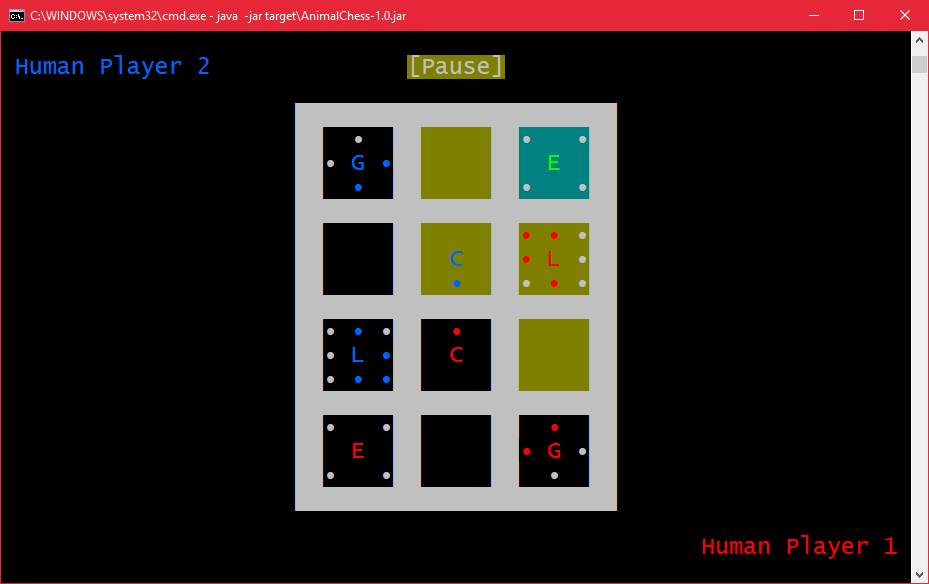 C:\WINDOWS\system32\cmd.exe - java  -jar target\AnimalChess-1.0.jar
Human Player 2 [Pause]
G E
C L
L C
E G
Human Player 1